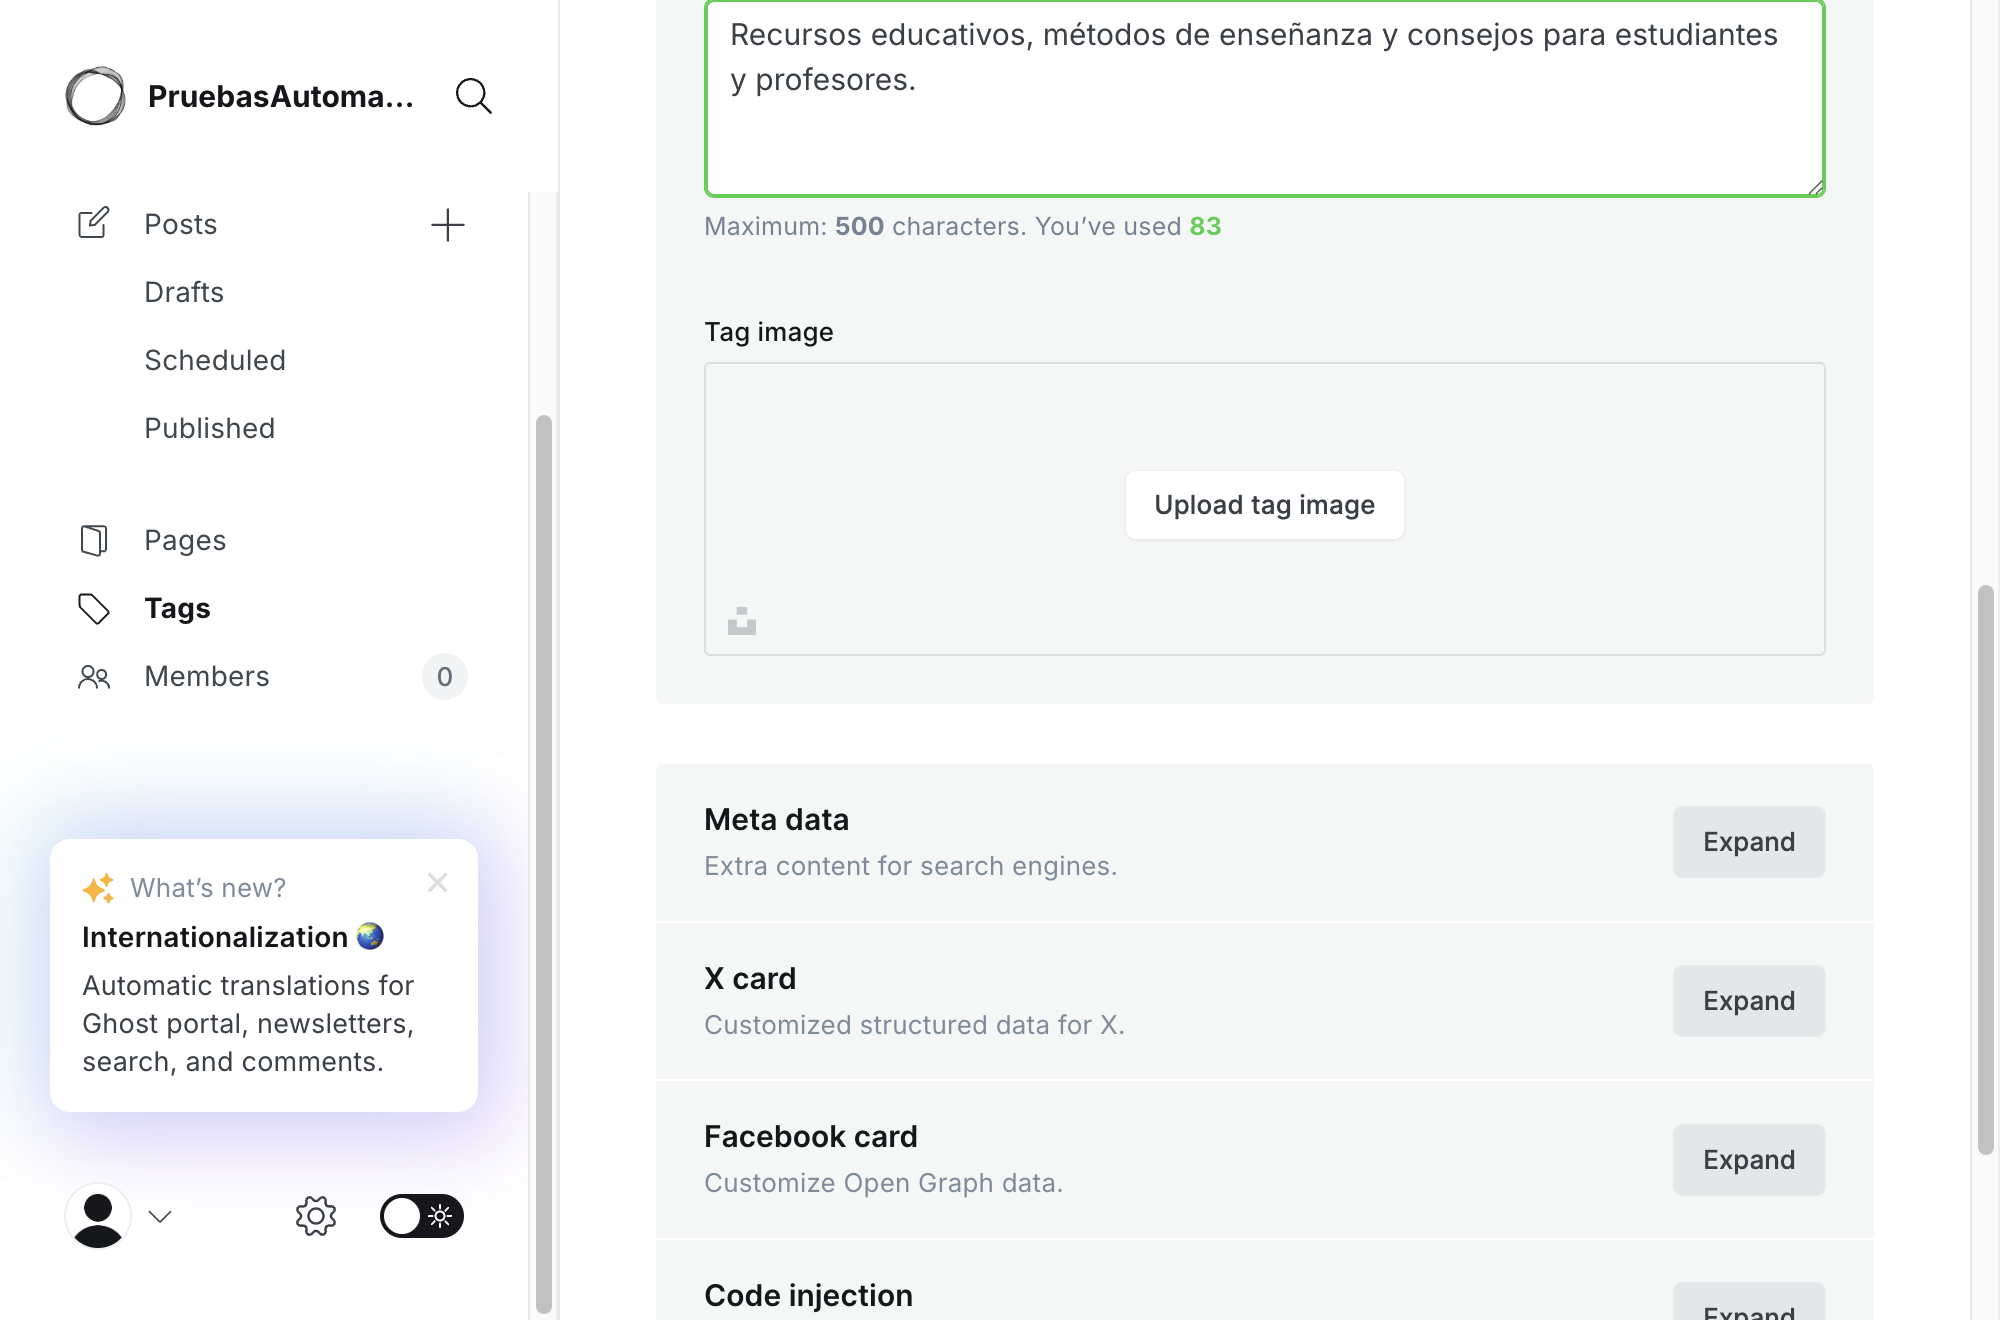 PruebasAutoma...
Posts
Drafts
Scheduled
Published
Pages
Tags
Members
0
What’s new?
Internationalization
Automatic translations for
Ghost portal, newsletters,
search, and comments.
Recursos educativos, métodos de enseñanza y consejos para estudiantes
y profesores.
Maximum: 500 characters. You’ve used 83
Tag image
Upload tag image
Meta data
Extra content for search engines.
Expand
X card
Customized structured data for X.
Expand
Facebook card
Customize Open Graph data.
Expand
Code injection
Expand